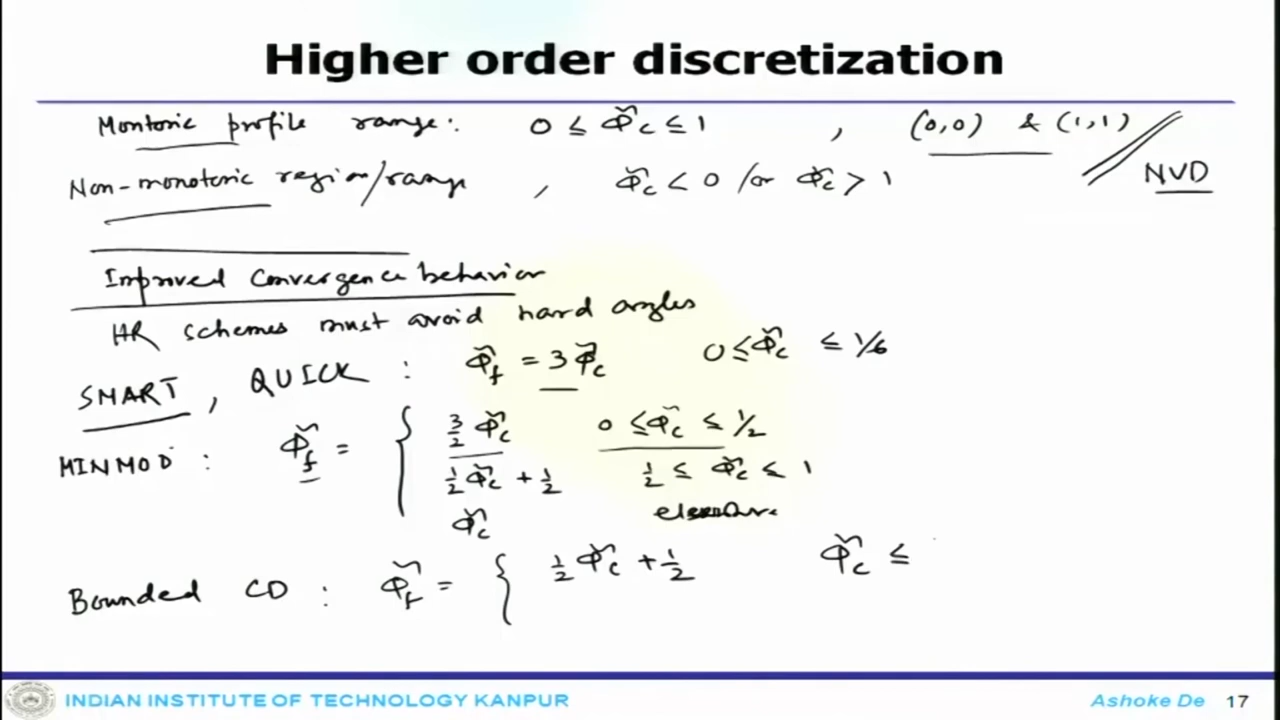 Higher order discretization
Montonic profile range: 0 ≤ Φ̃c ≤ 1 , (0,0) & (1,1)
Non-monotonic region/range , Φ̃c < 0 / or Φ̃c > 1 NVD
Improved Convergence behavior
HR schemes must avoid hard angles
SMART, QUICK : Φ̃f = 3 Φ̃c 0 ≤ Φ̃c ≤ 1/6
MINMOD : Φ̃f = { 3/2 Φ̃c 0 ≤ Φ̃c ≤ 1/2
1/2 Φ̃c + 1/2 1/2 ≤ Φ̃c ≤ 1
Φ̃c elsewhere
Bounded CD : Φ̃f = { 1/2 Φ̃c + 1/2 Φ̃c ≤
INDIAN INSTITUTE OF TECHNOLOGY KANPUR
Ashoke De 17